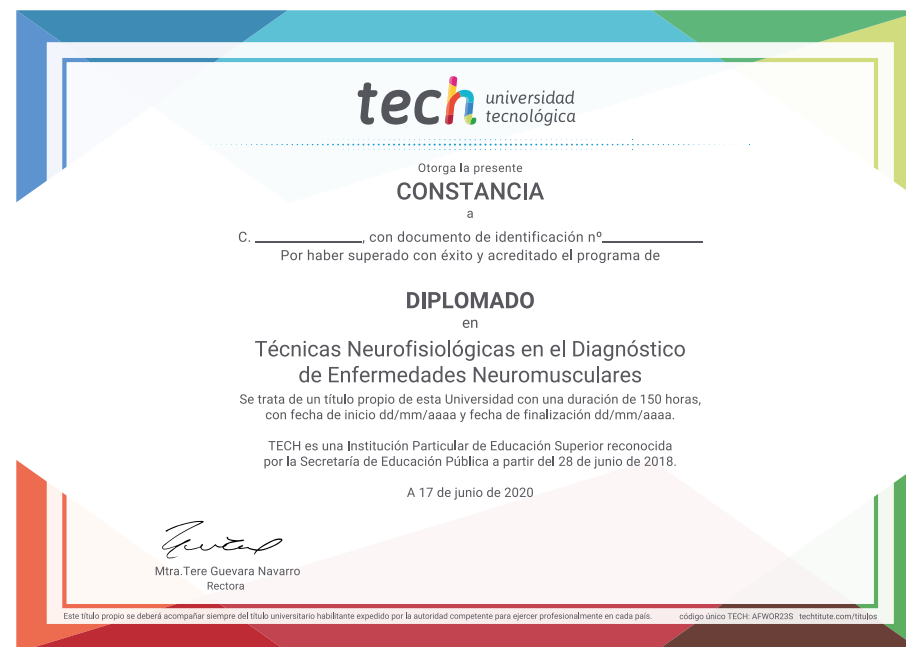 tech universidad
tecnológica
Otorga la presente
CONSTANCIA
a
C. ____________, con documento de identificación nº____________
Por haber superado con éxito y acreditado el programa de
DIPLOMADO
en
Técnicas Neurofisiológicas en el Diagnóstico
de Enfermedades Neuromusculares
Se trata de un título propio de esta Universidad con una duración de 150 horas,
con fecha de inicio dd/mm/aaaa y fecha de finalización dd/mm/aaaa.
TECH es una Institución Particular de Educación Superior reconocida
por la Secretaría de Educación Pública a partir del 28 de junio de 2018.
A 17 de junio de 2020
Mtra.Tere Guevara Navarro
Rectora
Este título propio se deberá acompañar siempre del título universitario habilitante expedido por la autoridad competente para ejercer profesionalmente en cada país. código único TECH: AFWOR23S techtitute.com/titulos